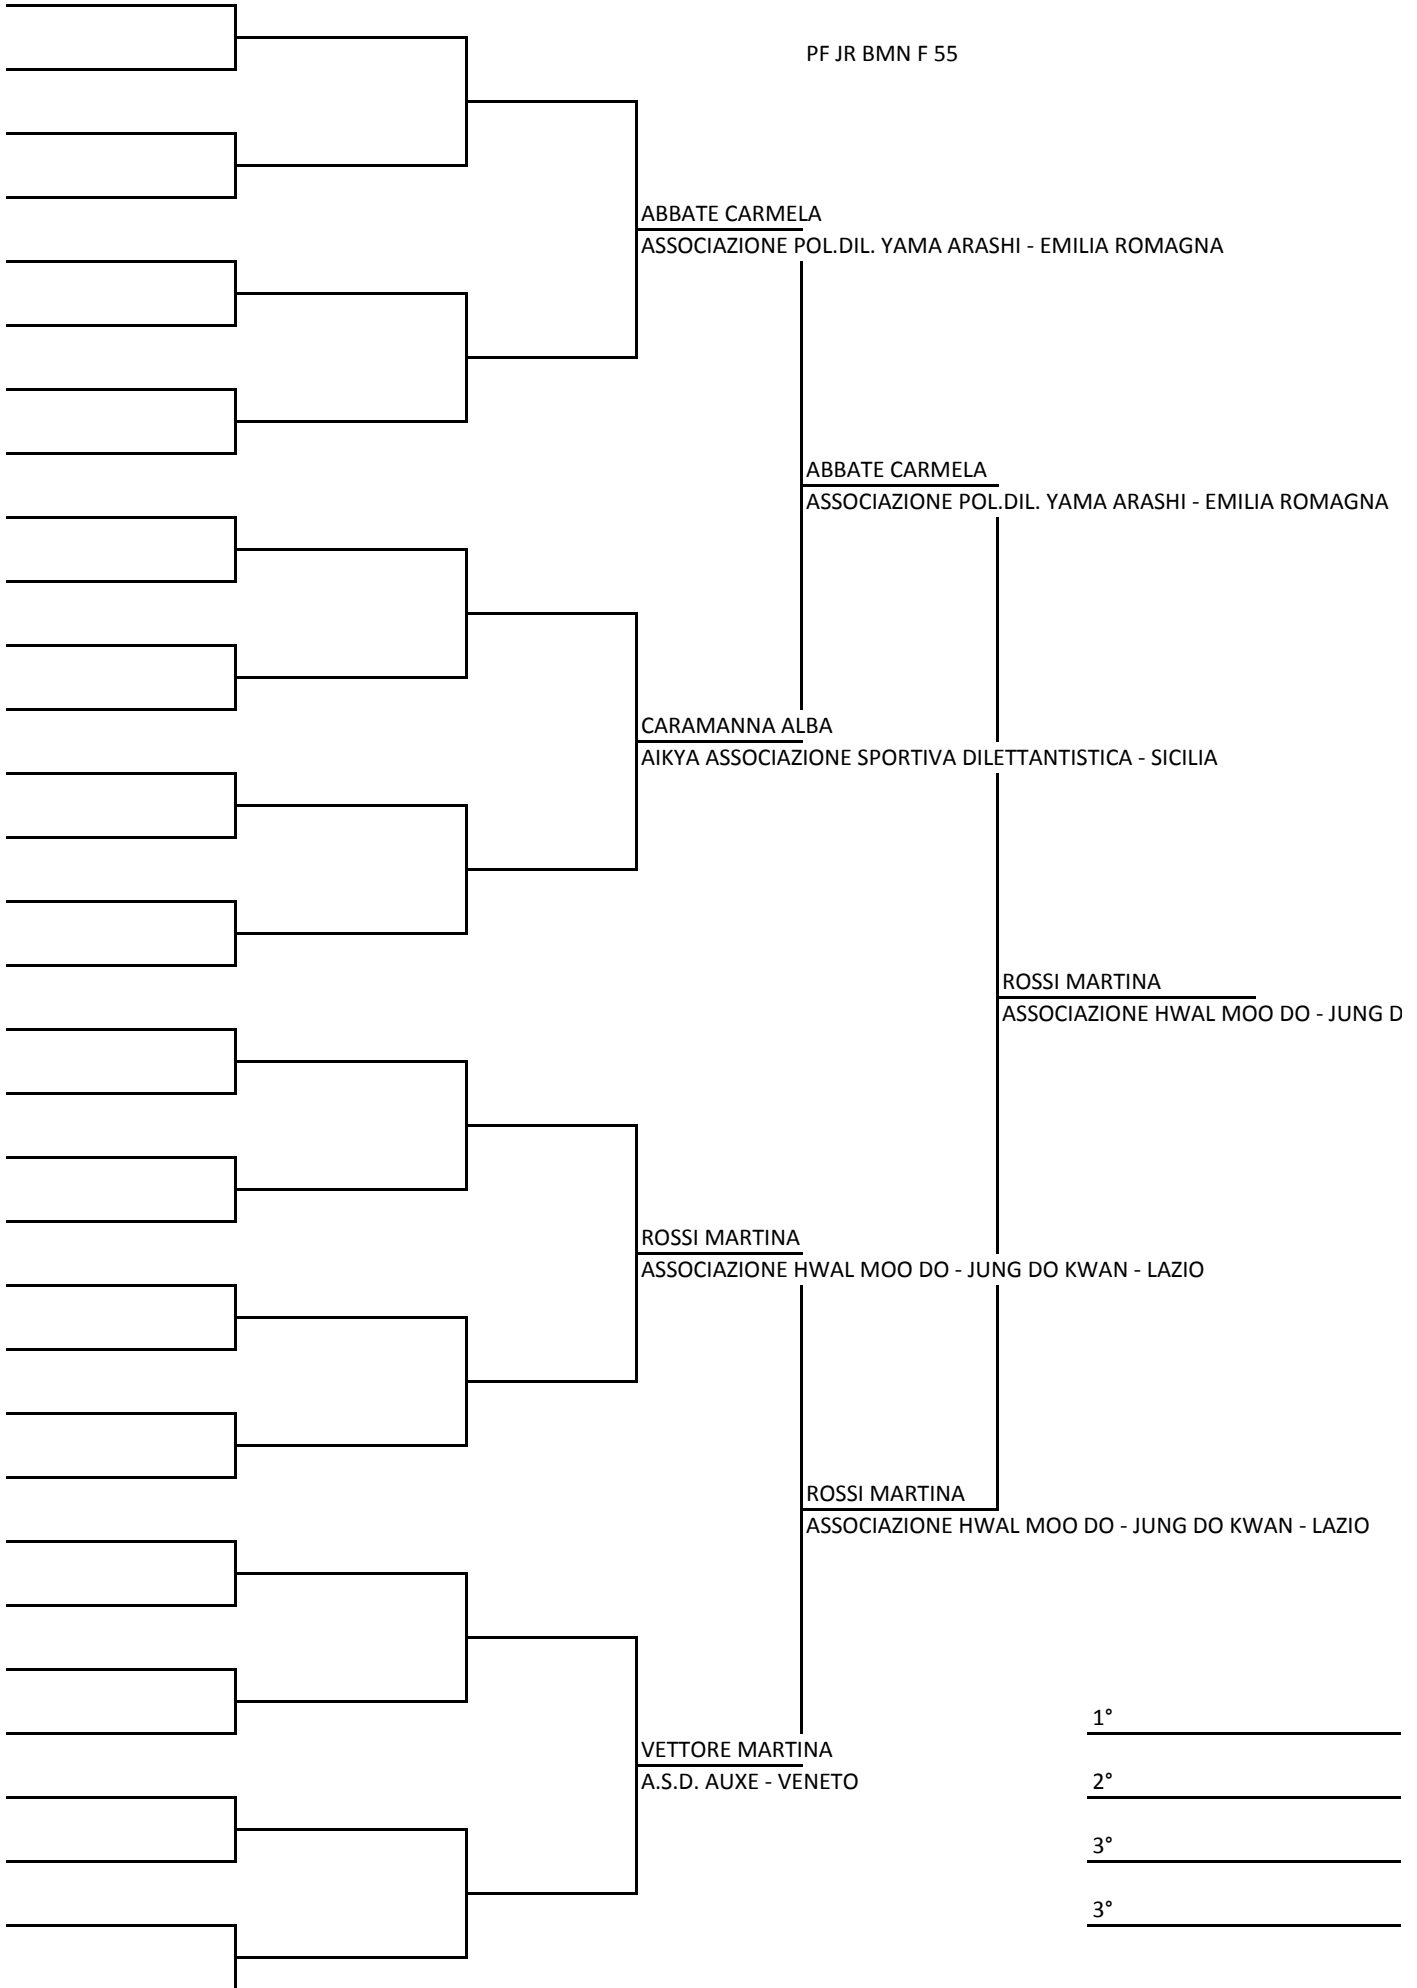 PF JR BMN F 55
ABBATE CARMELA
ASSOCIAZIONE POL.DIL. YAMA ARASHI - EMILIA ROMAGNA
ABBATE CARMELA
ASSOCIAZIONE POL.DIL. YAMA ARASHI - EMILIA ROMAGNA
CARAMANNA ALBA
AIKYA ASSOCIAZIONE SPORTIVA DILETTANTISTICA - SICILIA
ROSSI MARTINA
ASSOCIAZIONE HWAL MOO DO - JUNG D
ROSSI MARTINA
ASSOCIAZIONE HWAL MOO DO - JUNG DO KWAN - LAZIO
ROSSI MARTINA
ASSOCIAZIONE HWAL MOO DO - JUNG DO KWAN - LAZIO
1°
VETTORE MARTINA
A.S.D. AUXE - VENETO
2°
3°
3°